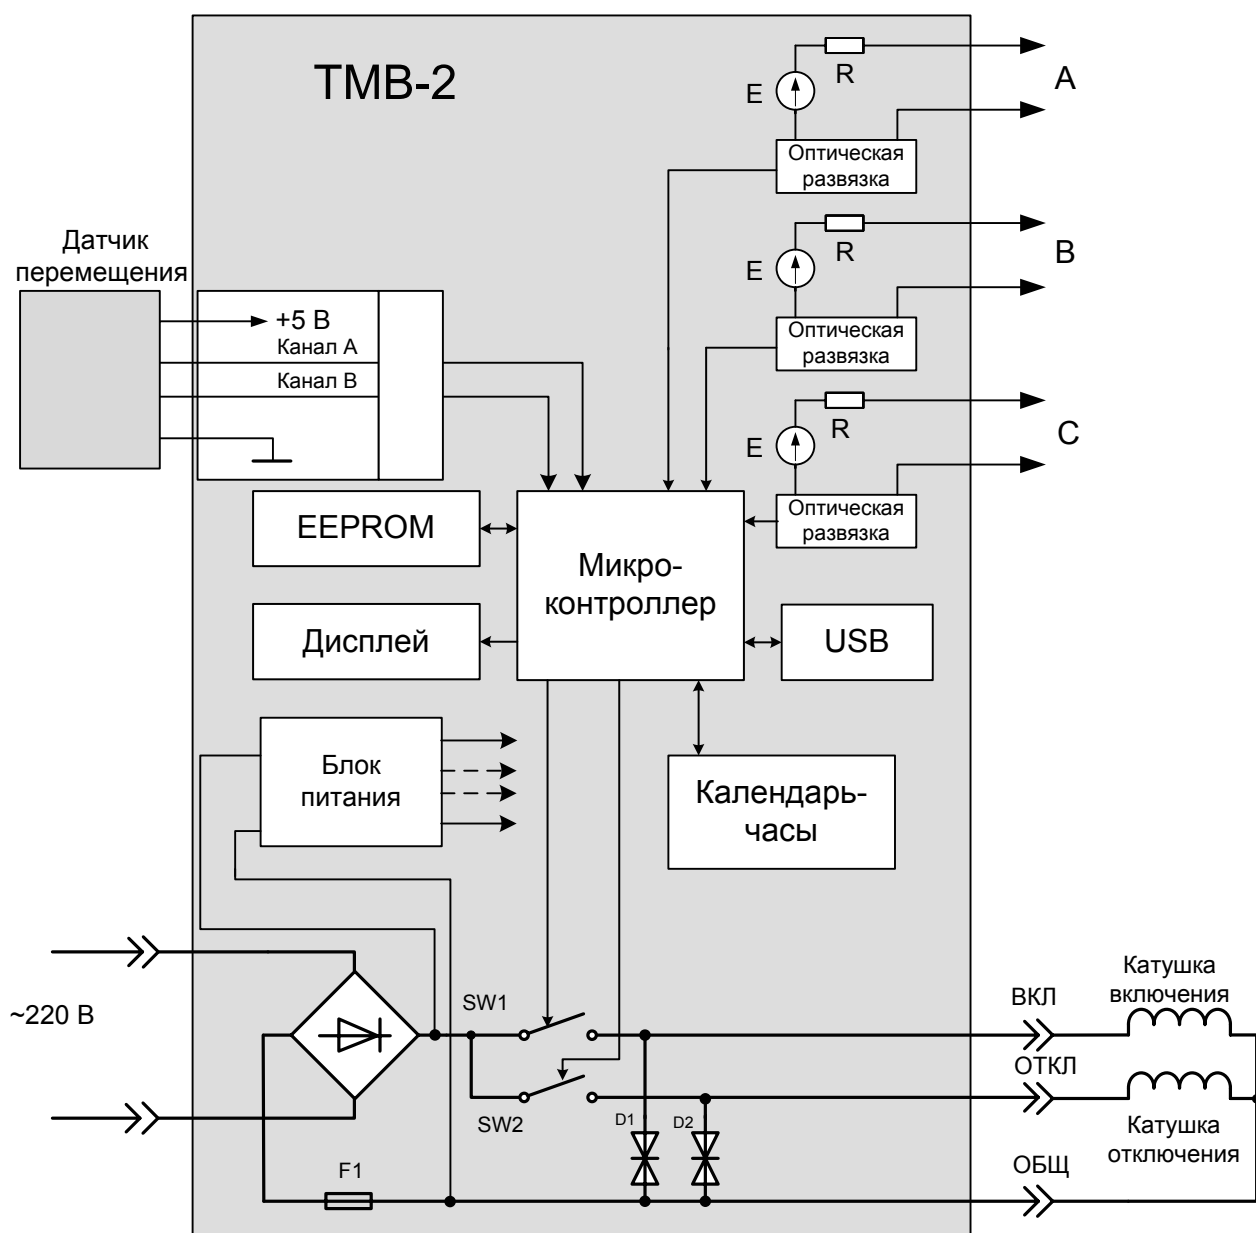 ТМВ-2
R
E
A
Оптическая
развязка
R
E
B
Оптическая
развязка
R
E
C
Оптическая
развязка
Датчик
перемещения
+5 В
Канал А
Канал В
EEPROM
Микро-
контроллер
Дисплей
USB
Блок
питания
Календарь-
часы
~220 В
SW1
SW2
D1
D2
F1
ВКЛ
ОТКЛ
ОБЩ
Катушка
включения
Катушка
отключения